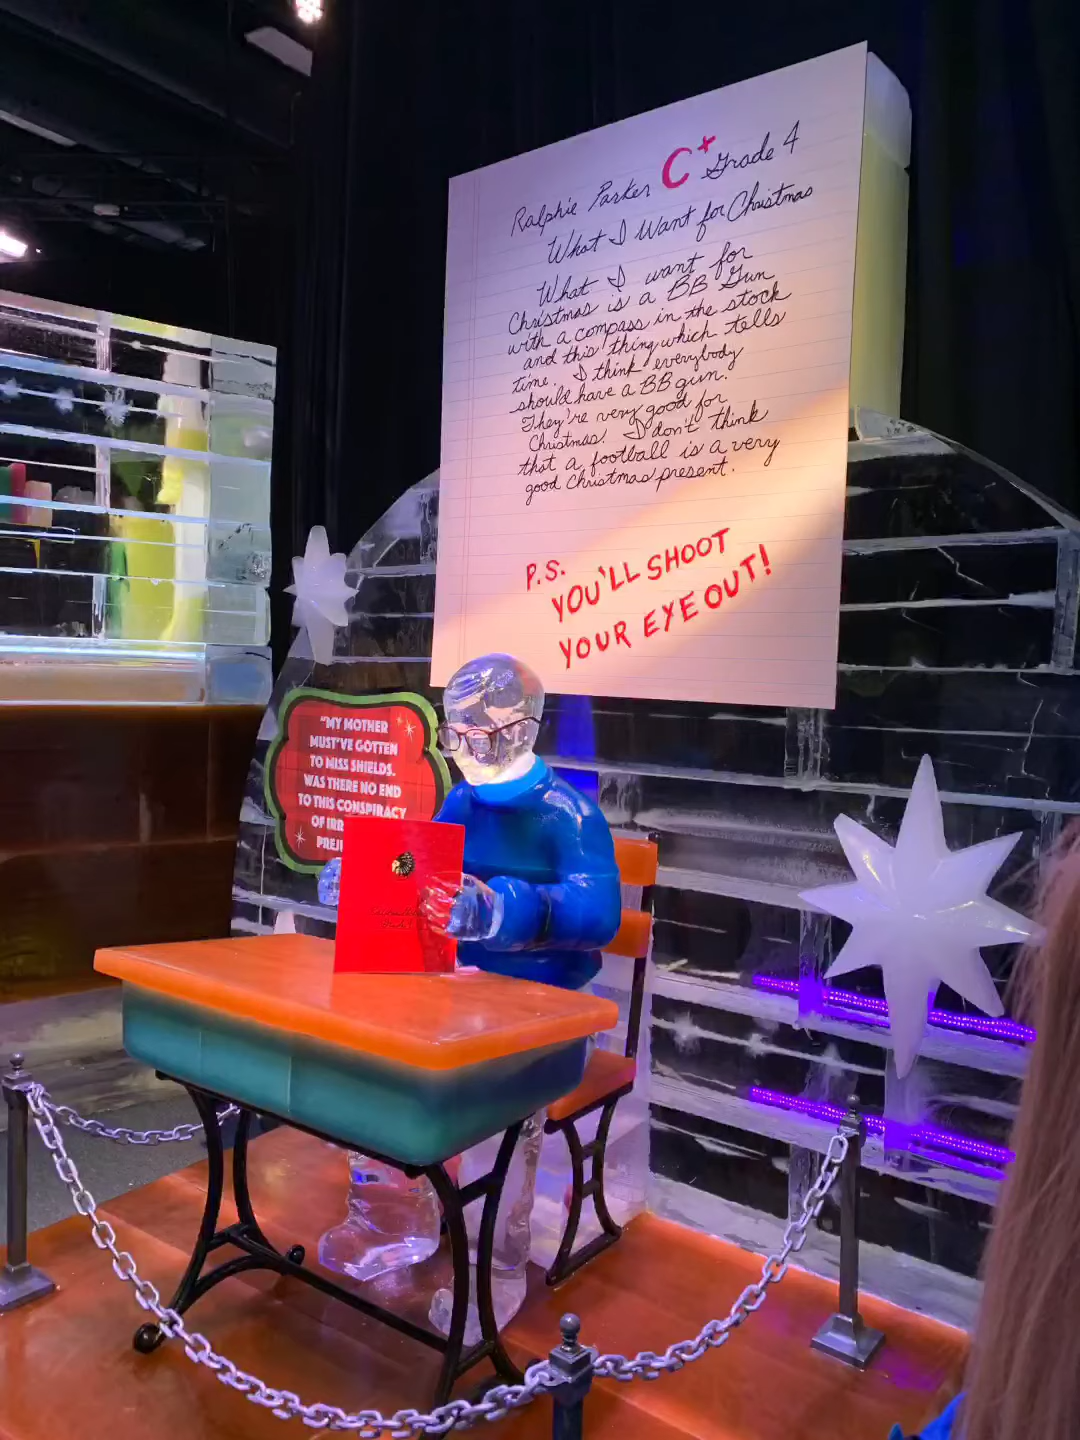 Ralphie Parker C+ Grade 4
What I Want for Christmas
What I want for
Christmas is a BB Gun
with a compass in the stock
and this thing which tells
time. I think everybody
should have a BB gun.
They're very good for
Christmas. I don't think
that a football is a very
good Christmas present.
P.S.
YOU'LL SHOOT
YOUR EYE OUT!
"MY MOTHER
MUST'VE GOTTEN
TO MISS SHIELDS.
WAS THERE NO END
TO THIS CONSPIRACY
OF